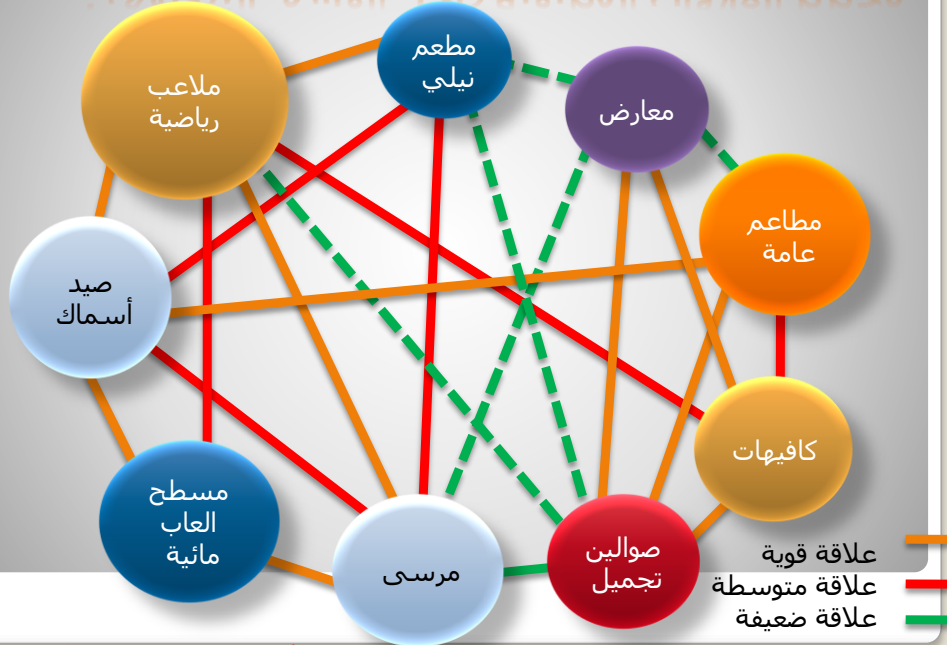 مطعم
نيلي
معارض
ملاعب
رياضية
مطاعم
عامة
صيد
أسماك
كافيهات
مسطح
العاب
مائية
مرسى
صوالين
تجميل
علاقة قوية
علاقة متوسطة
علاقة ضعيفة